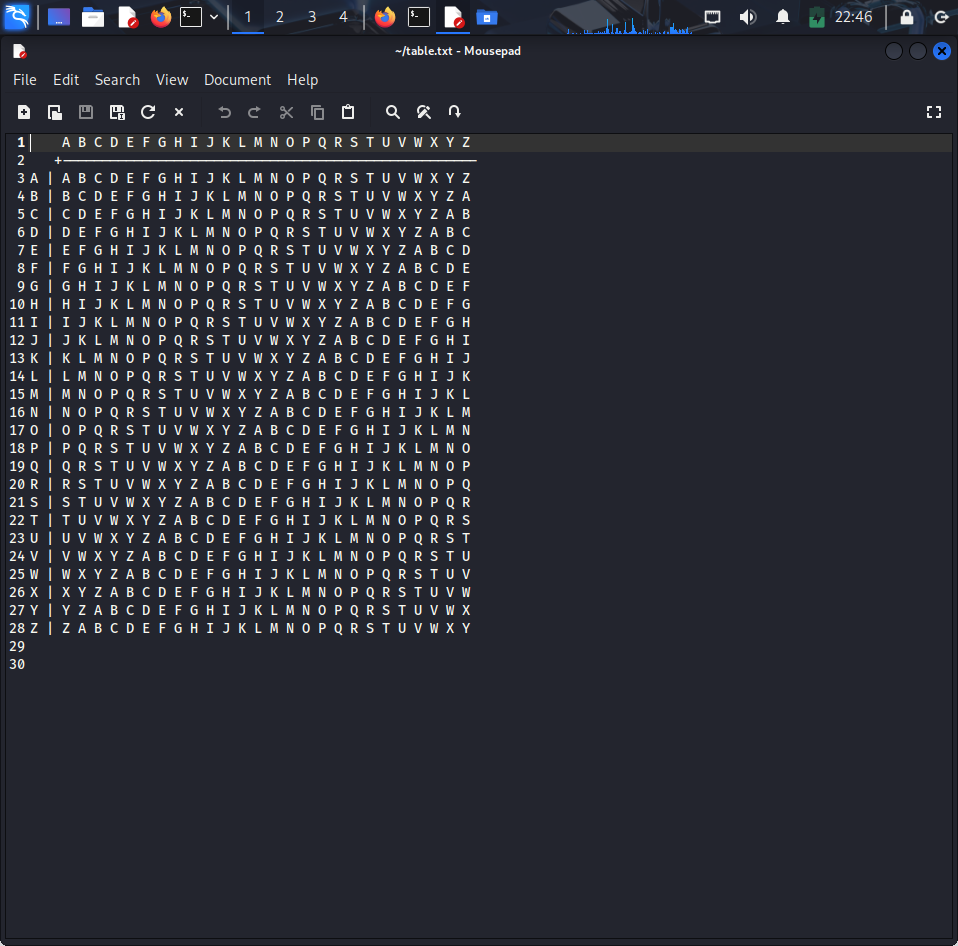 1 2 3 4 22:46
~/table.txt - Mousepad
File Edit Search View Document Help
1 A B C D E F G H I J K L M N O P Q R S T U V W X Y Z
2 +----------------------------------------------------
3 A | A B C D E F G H I J K L M N O P Q R S T U V W X Y Z
4 B | B C D E F G H I J K L M N O P Q R S T U V W X Y Z A
5 C | C D E F G H I J K L M N O P Q R S T U V W X Y Z A B
6 D | D E F G H I J K L M N O P Q R S T U V W X Y Z A B C
7 E | E F G H I J K L M N O P Q R S T U V W X Y Z A B C D
8 F | F G H I J K L M N O P Q R S T U V W X Y Z A B C D E
9 G | G H I J K L M N O P Q R S T U V W X Y Z A B C D E F
10 H | H I J K L M N O P Q R S T U V W X Y Z A B C D E F G
11 I | I J K L M N O P Q R S T U V W X Y Z A B C D E F G H
12 J | J K L M N O P Q R S T U V W X Y Z A B C D E F G H I
13 K | K L M N O P Q R S T U V W X Y Z A B C D E F G H I J
14 L | L M N O P Q R S T U V W X Y Z A B C D E F G H I J K
15 M | M N O P Q R S T U V W X Y Z A B C D E F G H I J K L
16 N | N O P Q R S T U V W X Y Z A B C D E F G H I J K L M
17 O | O P Q R S T U V W X Y Z A B C D E F G H I J K L M N
18 P | P Q R S T U V W X Y Z A B C D E F G H I J K L M N O
19 Q | Q R S T U V W X Y Z A B C D E F G H I J K L M N O P
20 R | R S T U V W X Y Z A B C D E F G H I J K L M N O P Q
21 S | S T U V W X Y Z A B C D E F G H I J K L M N O P Q R
22 T | T U V W X Y Z A B C D E F G H I J K L M N O P Q R S
23 U | U V W X Y Z A B C D E F G H I J K L M N O P Q R S T
24 V | V W X Y Z A B C D E F G H I J K L M N O P Q R S T U
25 W | W X Y Z A B C D E F G H I J K L M N O P Q R S T U V
26 X | X Y Z A B C D E F G H I J K L M N O P Q R S T U V W
27 Y | Y Z A B C D E F G H I J K L M N O P Q R S T U V W X
28 Z | Z A B C D E F G H I J K L M N O P Q R S T U V W X Y
29
30